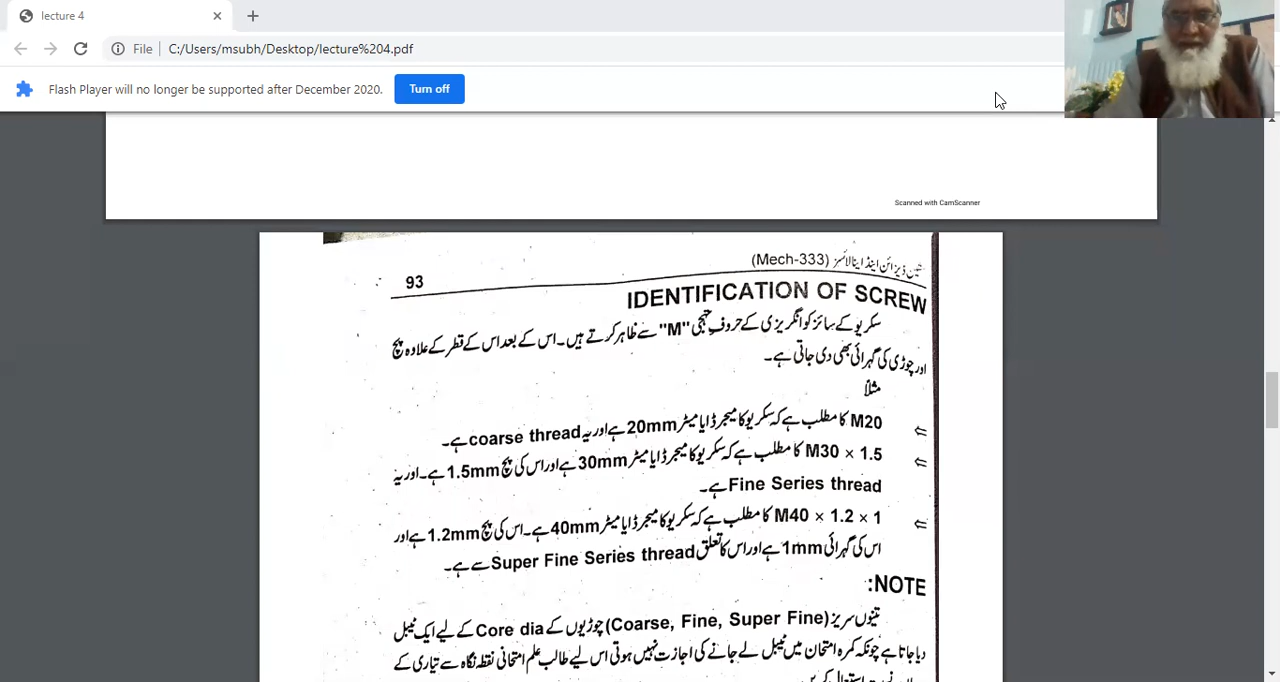 lecture 4
File
C:/Users/msubh/Desktop/lecture%204.pdf
Flash Player will no longer be supported after December 2020.
Turn off
Scanned with CamScanner
93
مشین ڈیزائن اینڈ اینالائسز (Mech-333)
IDENTIFICATION OF SCREW
سکریو کے سائز کو انگریزی کے حروفِ تہجی "M" سے ظاہر کرتے ہیں۔ اس کے بعد اس کے قطر کے علاوہ پچ
اور چوڑی کی گہرائی بھی دی جاتی ہے۔
مثلاً
⇐ M20 کا مطلب ہے کہ سکریو کا میجر ڈایا میٹر 20mm ہے اور یہ coarse thread ہے۔
⇐ M30 × 1.5 کا مطلب ہے کہ سکریو کا میجر ڈایا میٹر 30mm ہے اور اس کی پچ 1.5mm ہے۔ اور یہ
Fine Series thread ہے۔
⇐ M40 × 1.2 × 1 کا مطلب ہے کہ سکریو کا میجر ڈایا میٹر 40mm ہے۔ اس کی پچ 1.2mm ہے اور
اس کی گہرائی 1mm ہے اور اس کا تعلق Super Fine Series thread سے ہے۔
NOTE:
تینوں سریز (Coarse, Fine, Super Fine) چوڑیوں کے Core dia کے لیے ایک ٹیبل
دیا جاتا ہے چونکہ کمرہ امتحان میں ٹیبل لے جانے کی اجازت نہیں ہوتی اس لیے طالب علم امتحانی نقطہ نگاہ سے تیاری کے